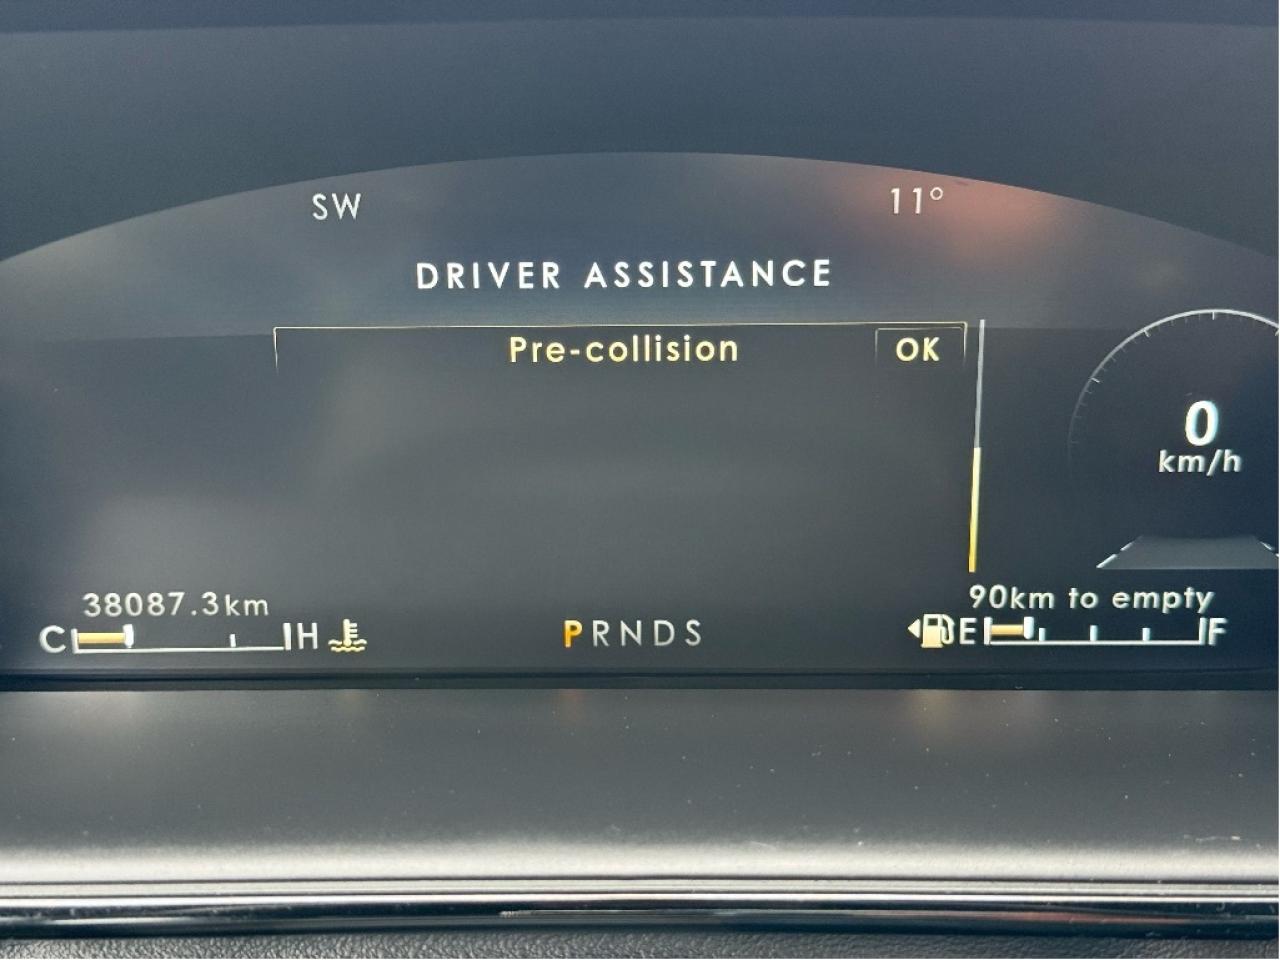 SW 11°
DRIVER ASSISTANCE
Pre-collision OK
0
km/h
38087.3km 90km to empty
C H PRNDS E F